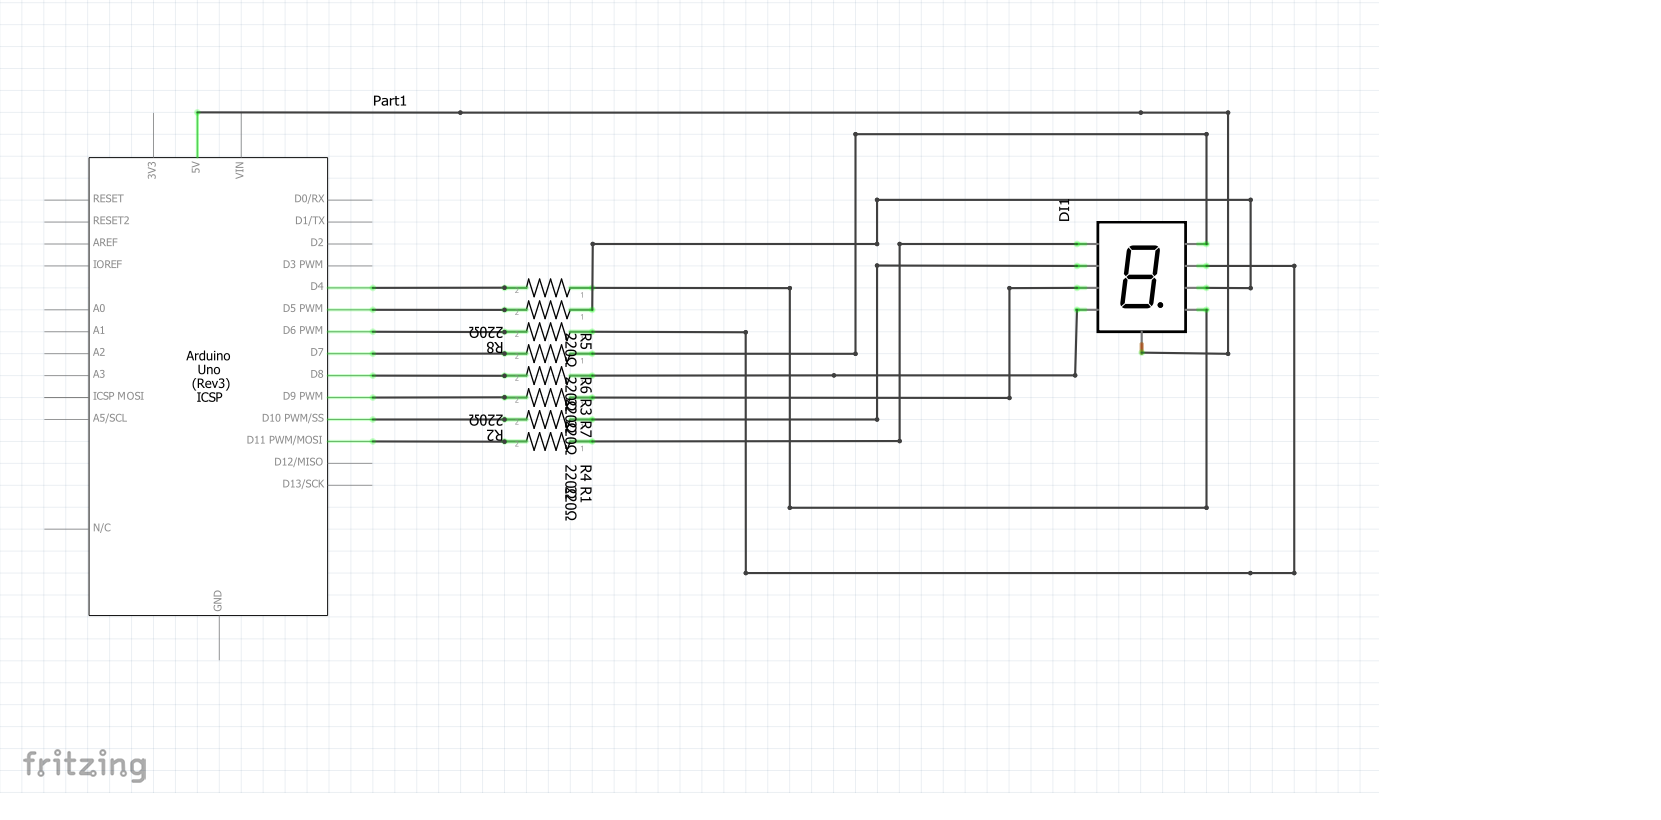 Part1
3V3
5V
VIN
RESET
RESET2
AREF
IOREF
A0
A1
A2
A3
ICSP MOSI
A5/SCL
N/C
Arduino
Uno
(Rev3)
ICSP
D0/RX
D1/TX
D2
D3 PWM
D4
D5 PWM
D6 PWM
D7
D8
D9 PWM
D10 PWM/SS
D11 PWM/MOSI
D12/MISO
D13/SCK
GND
220Ω
R8
220Ω
R2
R5
220Ω
R6
220Ω
R3
220Ω
R7
220Ω
R4
220Ω
R1
220Ω
DI1
8.
fritzing